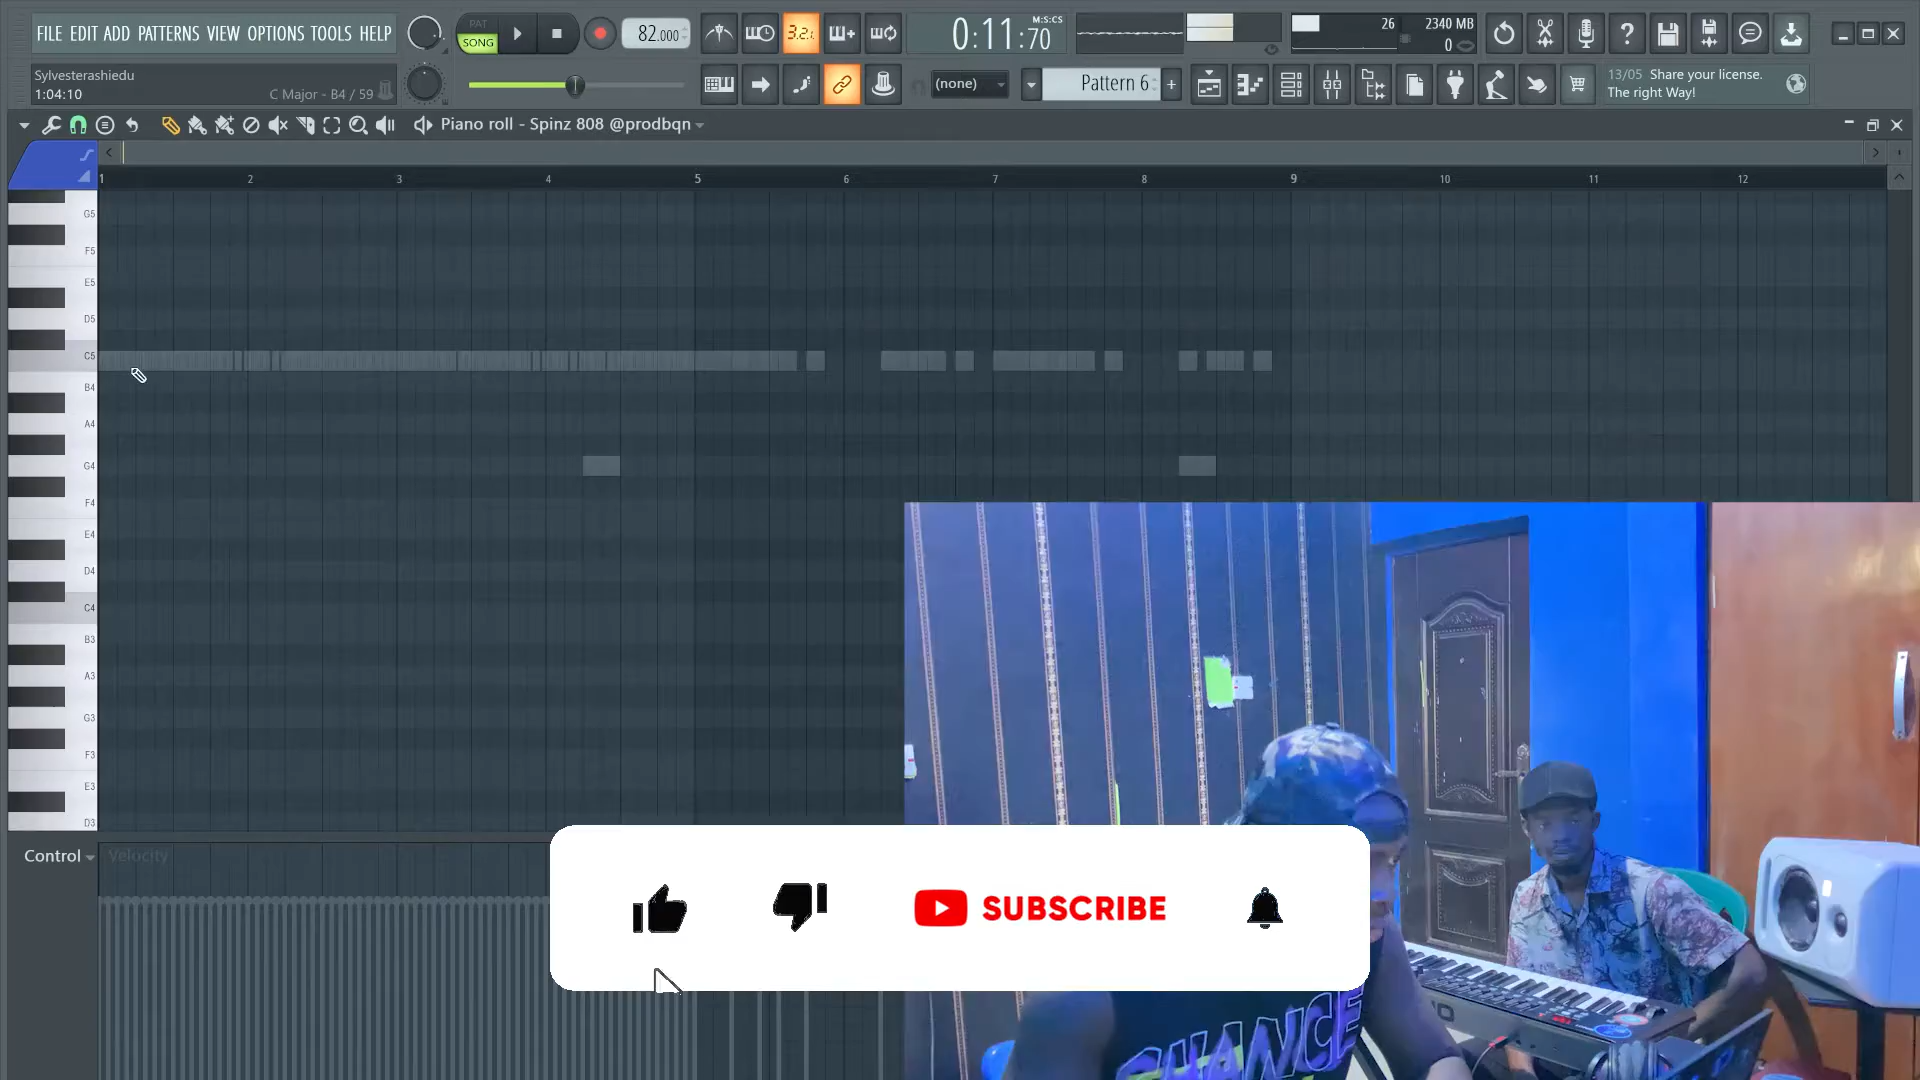 FILE EDIT ADD PATTERNS VIEW OPTIONS TOOLS HELP
PAT
SONG
82.000
3.2.
0:11:70
M:S:CS
26
2340 MB
0
Sylvesterashiedu
1:04:10
C Major - B4 / 59
(none)
Pattern 6
+
13/05 Share your license.
The right Way!
Piano roll - Spinz 808 @prodbqn
1 2 3 4 5 6 7 8 9 10 11 12
G5
F5
E5
D5
C5
B4
A4
G4
F4
E4
D4
C4
B3
A3
G3
F3
E3
D3
Control
Velocity
SUBSCRIBE
CHANCE